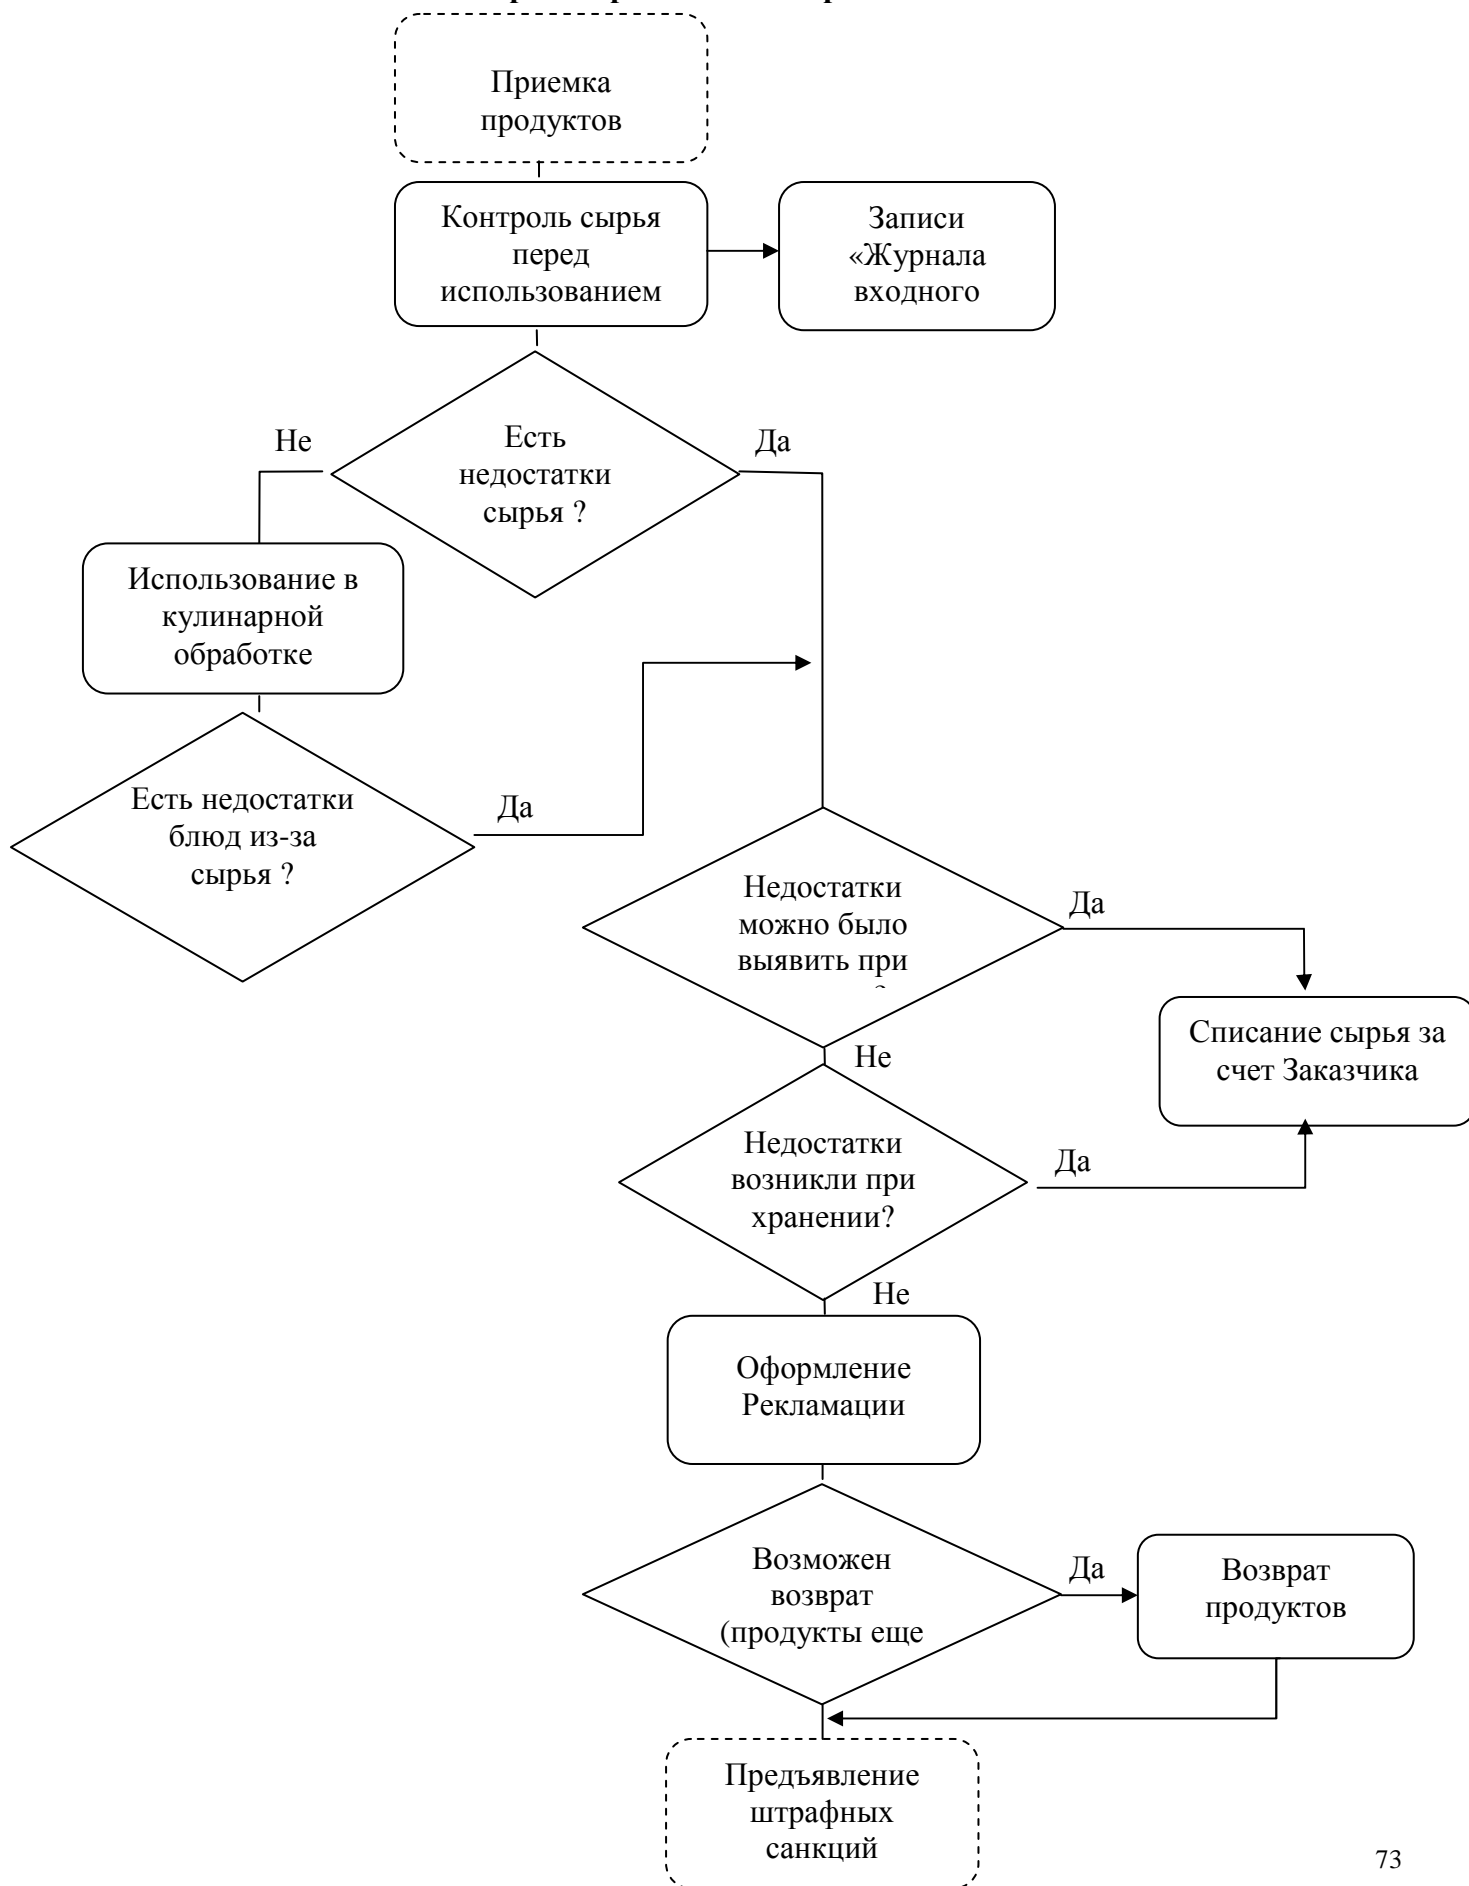 Приемка
продуктов
Контроль сырья
перед
использованием
Записи
«Журнала
входного
Не
Есть
недостатки
сырья ?
Да
Использование в
кулинарной
обработке
Есть недостатки
блюд из-за
сырья ?
Да
Недостатки
можно было
выявить при
Да
Списание сырья за
счет Заказчика
Не
Недостатки
возникли при
хранении?
Да
Не
Оформление
Рекламации
Возможен
возврат
(продукты еще
Да
Возврат
продуктов
Предъявление
штрафных
санкций
73